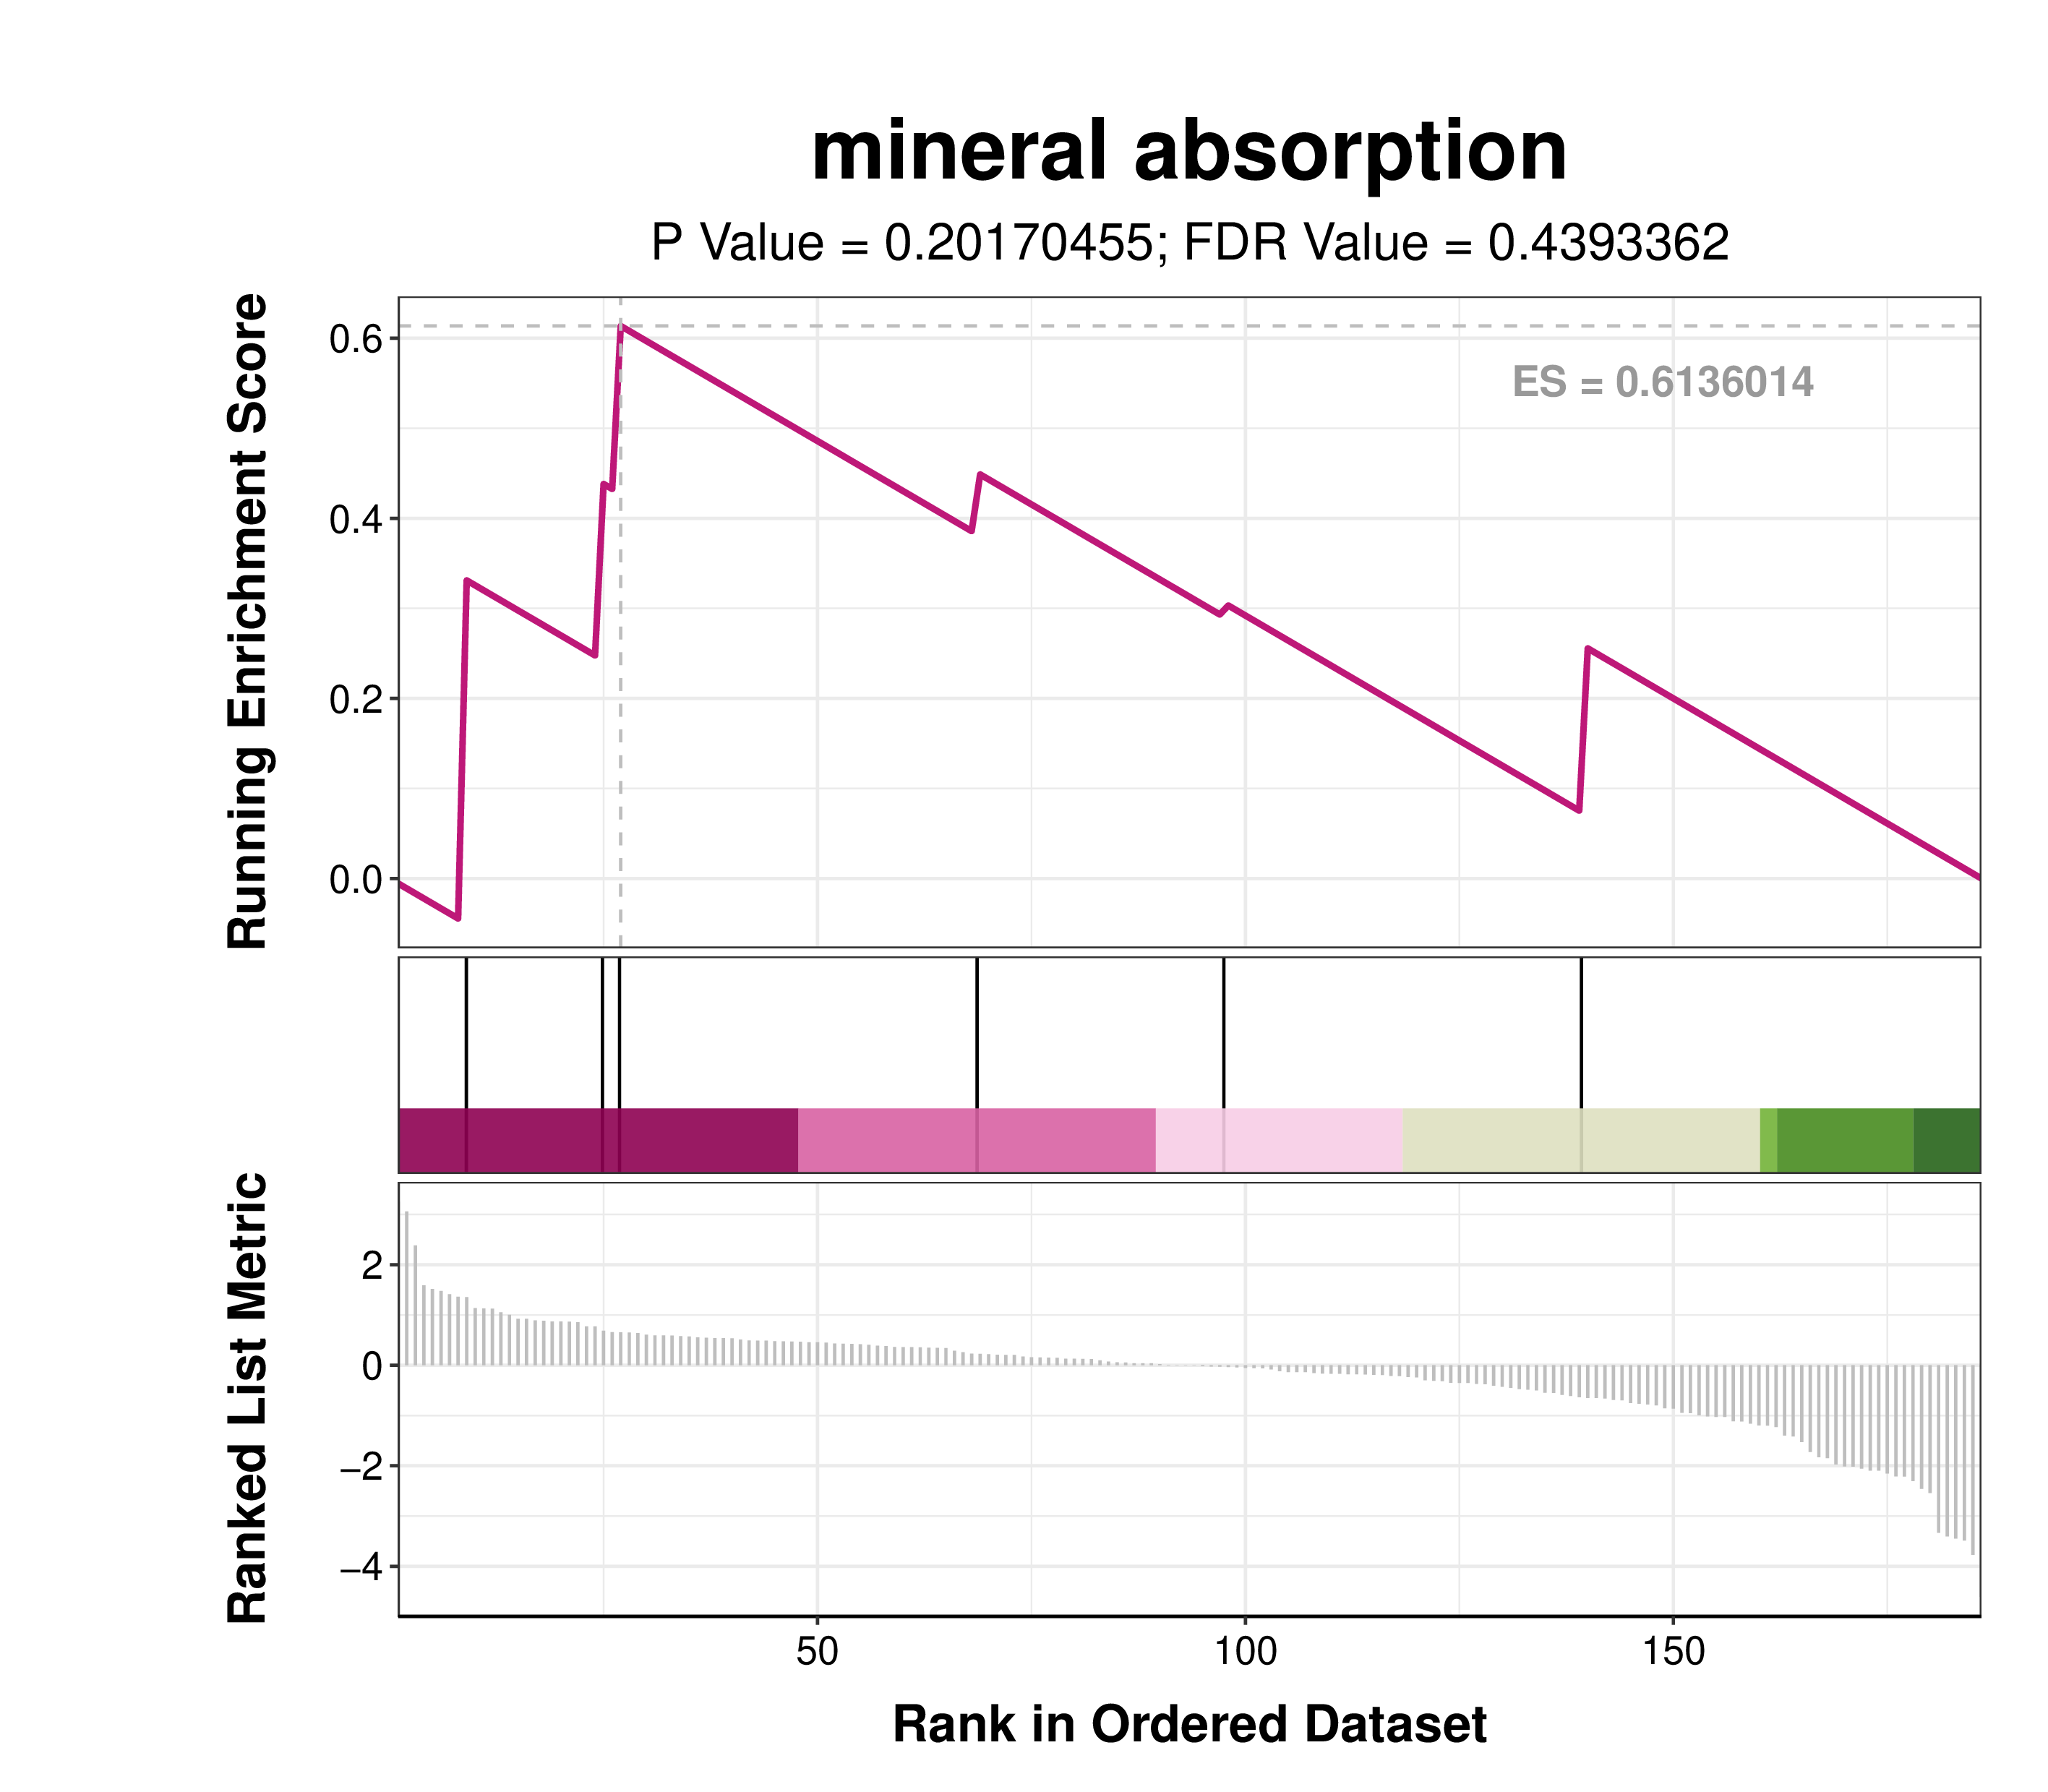 mineral absorption
P Value = 0.20170455; FDR Value = 0.4393362
Running Enrichment Score
0.6
0.4
0.2
0.0
ES = 0.6136014
Ranked List Metric
2
0
−2
−4
50
100
150
Rank in Ordered Dataset